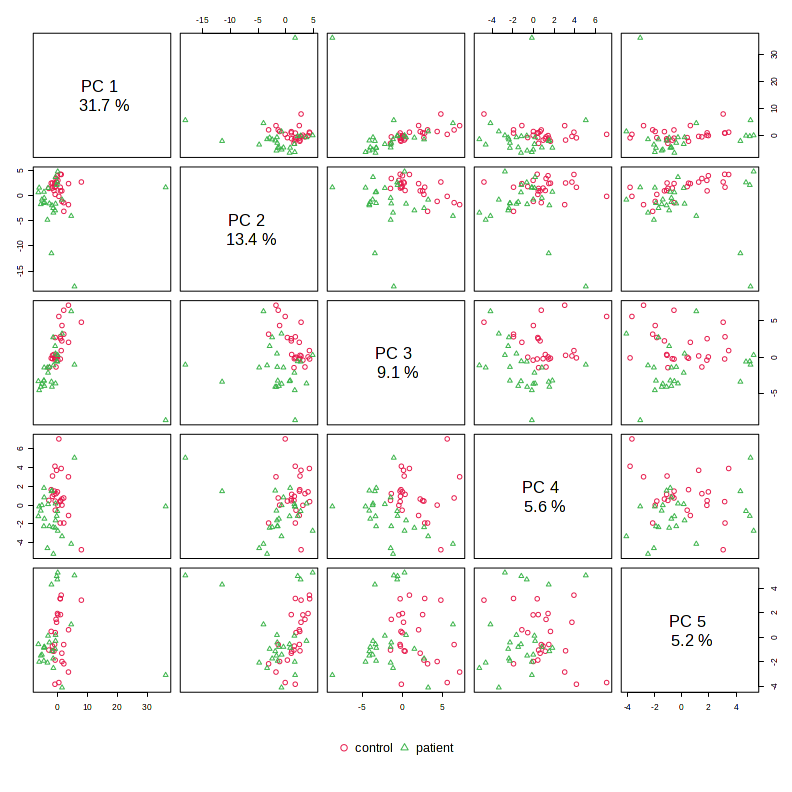 -15 -10 -5 0 5 -4 -2 0 2 4 6
PC 1
31.7 %
0 10 20 30
-15 -10 -5 0 5
PC 2
13.4 %
PC 3
9.1 %
-5 0 5
-4 -2 0 2 4 6
PC 4
5.6 %
PC 5
5.2 %
-4 -2 0 2 4
0 10 20 30 -5 0 5 -4 -2 0 2 4
control patient